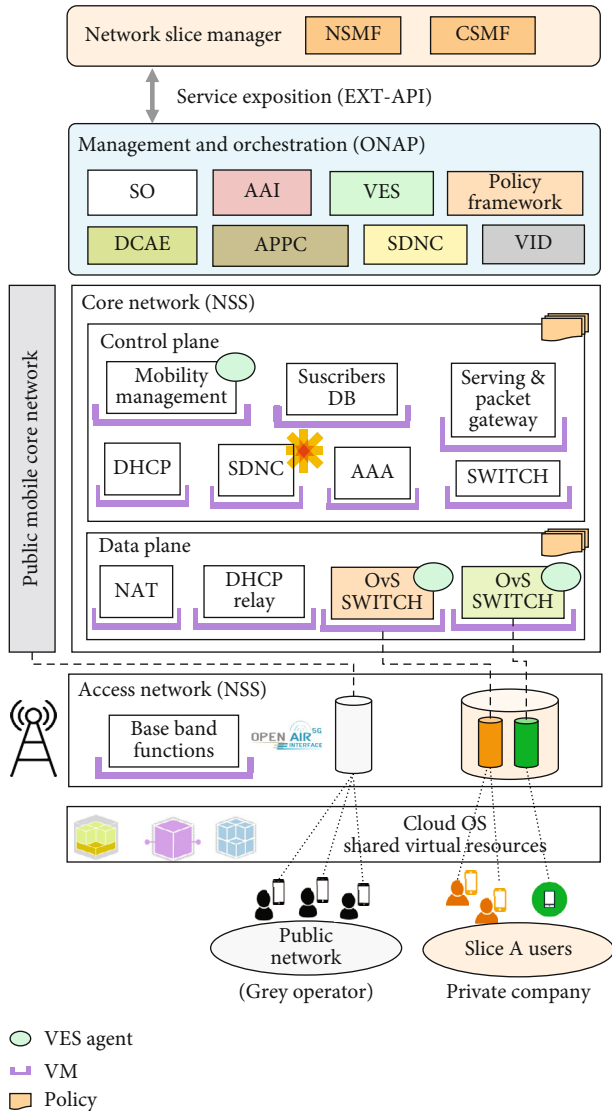 Network slice manager
NSMF
CSMF
Service exposition (EXT-API)
Management and orchestration (ONAP)
SO
AAI
VES
Policy
framework
DCAE
APPC
SDNC
VID
Public mobile core network
Core network (NSS)
Control plane
Mobility
management
Suscribers
DB
Serving &
packet
gateway
DHCP
SDNC
AAA
SWITCH
Data plane
NAT
DHCP
relay
OvS
SWITCH
OvS
SWITCH
Access network (NSS)
Base band
functions
OPEN AIR 5G
INTERFACE
Cloud OS
shared virtual resources
Public
network
Slice A users
(Grey operator)
Private company
VES agent
VM
Policy